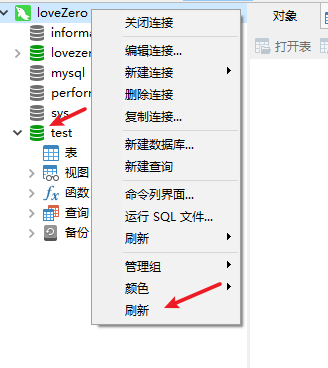 loveZero
informa
lovezer
mysql
perform
sys
test
表
视图
函数
查询
备份
关闭连接
编辑连接...
新建连接
删除连接
复制连接...
新建数据库...
新建查询
命令列界面...
运行 SQL 文件...
刷新
管理组
颜色
刷新
对象
打开表